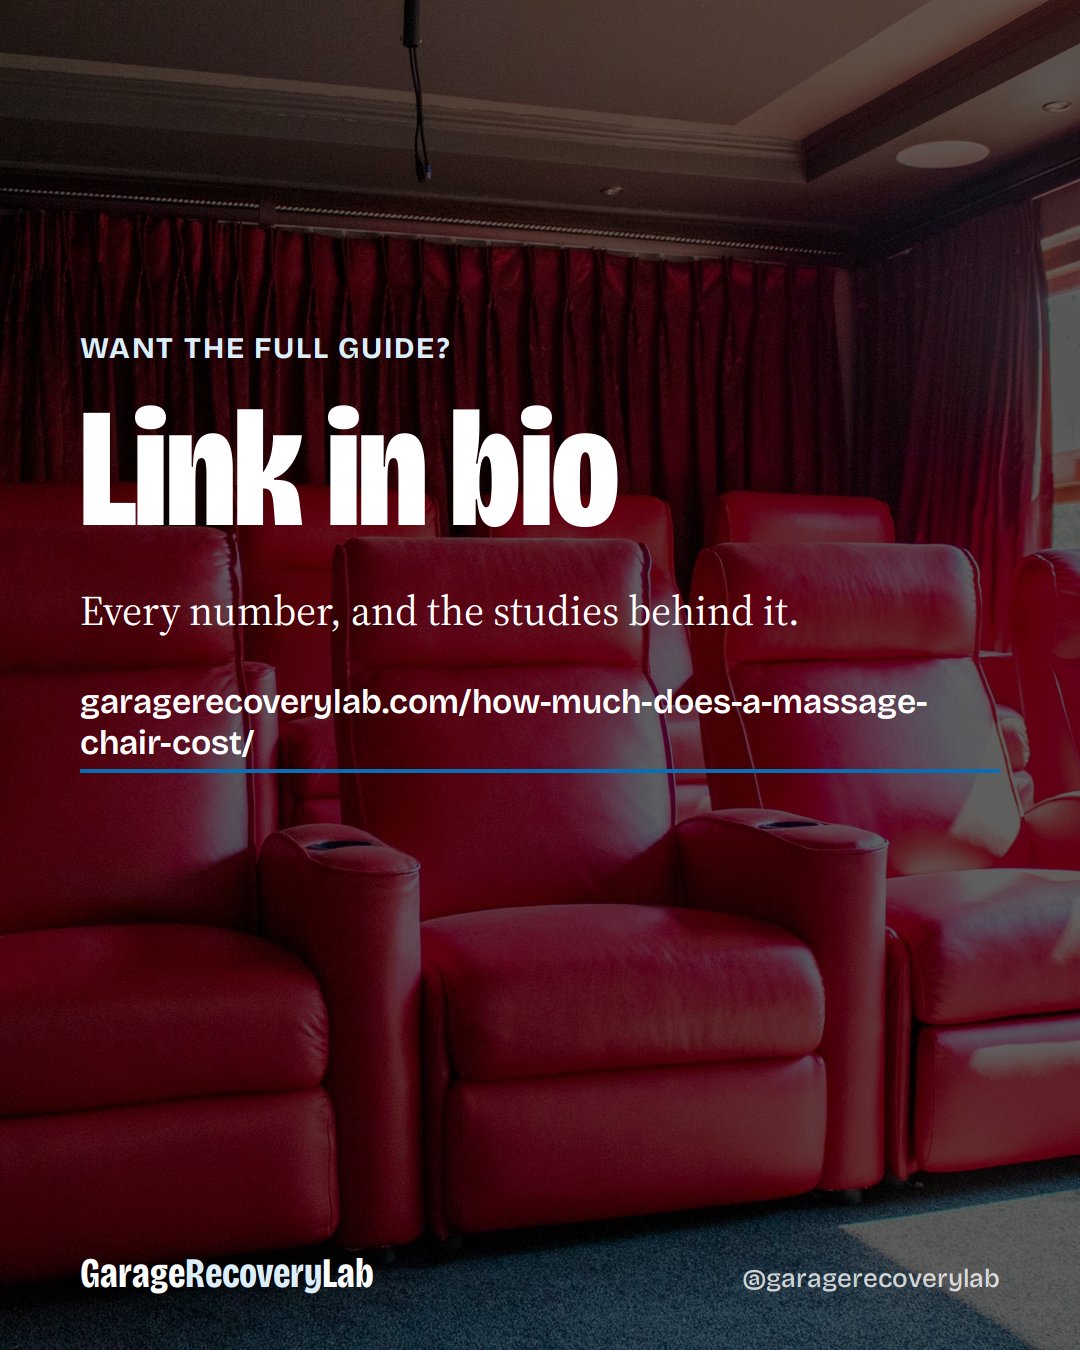 WANT THE FULL GUIDE?
Link in bio
Every number, and the studies behind it.
garagerecoverylab.com/how-much-does-a-massage-
chair-cost/
GarageRecoveryLab
@garagerecoverylab